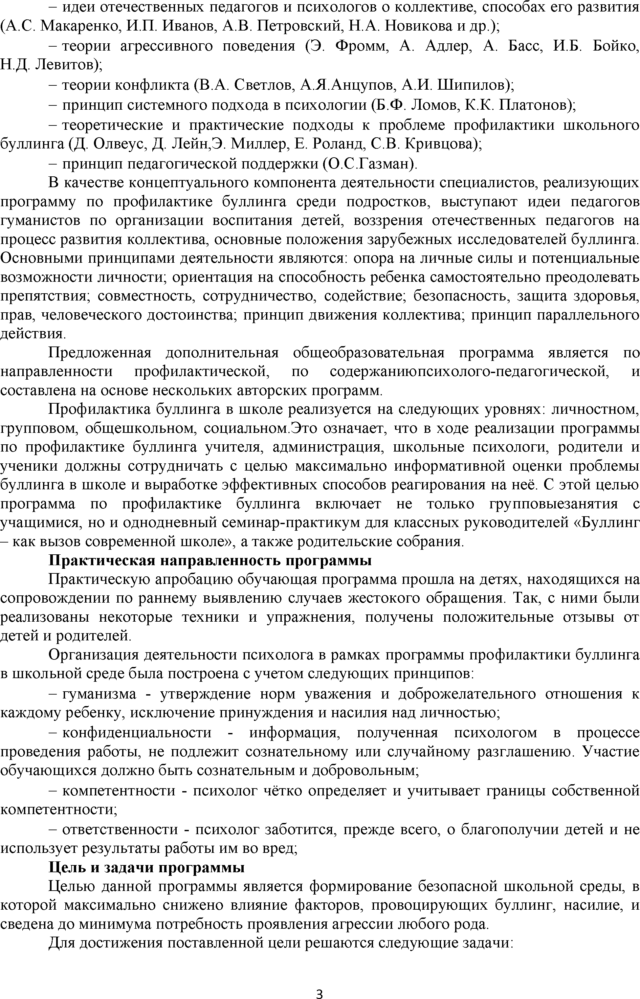 – идеи отечественных педагогов и психологов о коллективе, способах его развития
(А.С. Макаренко, И.П. Иванов, А.В. Петровский, Н.А. Новикова и др.);
– теории агрессивного поведения (Э. Фромм, А. Адлер, А. Басс, И.Б. Бойко,
Н.Д. Левитов);
– теории конфликта (В.А. Светлов, А.Я.Анцупов, А.И. Шипилов);
– принцип системного подхода в психологии (Б.Ф. Ломов, К.К. Платонов);
– теоретические и практические подходы к проблеме профилактики школьного
буллинга (Д. Олвеус, Д. Лейн,Э. Миллер, Е. Роланд, С.В. Кривцова);
– принцип педагогической поддержки (О.С.Газман).
В качестве концептуального компонента деятельности специалистов, реализующих
программу по профилактике буллинга среди подростков, выступают идеи педагогов
гуманистов по организации воспитания детей, воззрения отечественных педагогов на
процесс развития коллектива, основные положения зарубежных исследователей буллинга.
Основными принципами деятельности являются: опора на личные силы и потенциальные
возможности личности; ориентация на способность ребенка самостоятельно преодолевать
препятствия; совместность, сотрудничество, содействие; безопасность, защита здоровья,
прав, человеческого достоинства; принцип движения коллектива; принцип параллельного
действия.
Предложенная дополнительная общеобразовательная программа является по
направленности профилактической, по содержаниюпсихолого-педагогической, и
составлена на основе нескольких авторских программ.
Профилактика буллинга в школе реализуется на следующих уровнях: личностном,
групповом, общешкольном, социальном.Это означает, что в ходе реализации программы
по профилактике буллинга учителя, администрация, школьные психологи, родители и
ученики должны сотрудничать с целью максимально информативной оценки проблемы
буллинга в школе и выработке эффективных способов реагирования на неё. С этой целью
программа по профилактике буллинга включает не только групповыезанятия с
учащимися, но и однодневный семинар-практикум для классных руководителей «Буллинг
– как вызов современной школе», а также родительские собрания.
Практическая направленность программы
Практическую апробацию обучающая программа прошла на детях, находящихся на
сопровождении по раннему выявлению случаев жестокого обращения. Так, с ними были
реализованы некоторые техники и упражнения, получены положительные отзывы от
детей и родителей.
Организация деятельности психолога в рамках программы профилактики буллинга
в школьной среде была построена с учетом следующих принципов:
– гуманизма - утверждение норм уважения и доброжелательного отношения к
каждому ребенку, исключение принуждения и насилия над личностью;
– конфиденциальности - информация, полученная психологом в процессе
проведения работы, не подлежит сознательному или случайному разглашению. Участие
обучающихся должно быть сознательным и добровольным;
– компетентности - психолог чётко определяет и учитывает границы собственной
компетентности;
– ответственности - психолог заботится, прежде всего, о благополучии детей и не
использует результаты работы им во вред;
Цель и задачи программы
Целью данной программы является формирование безопасной школьной среды, в
которой максимально снижено влияние факторов, провоцирующих буллинг, насилие, и
сведена до минимума потребность проявления агрессии любого рода.
Для достижения поставленной цели решаются следующие задачи:
3